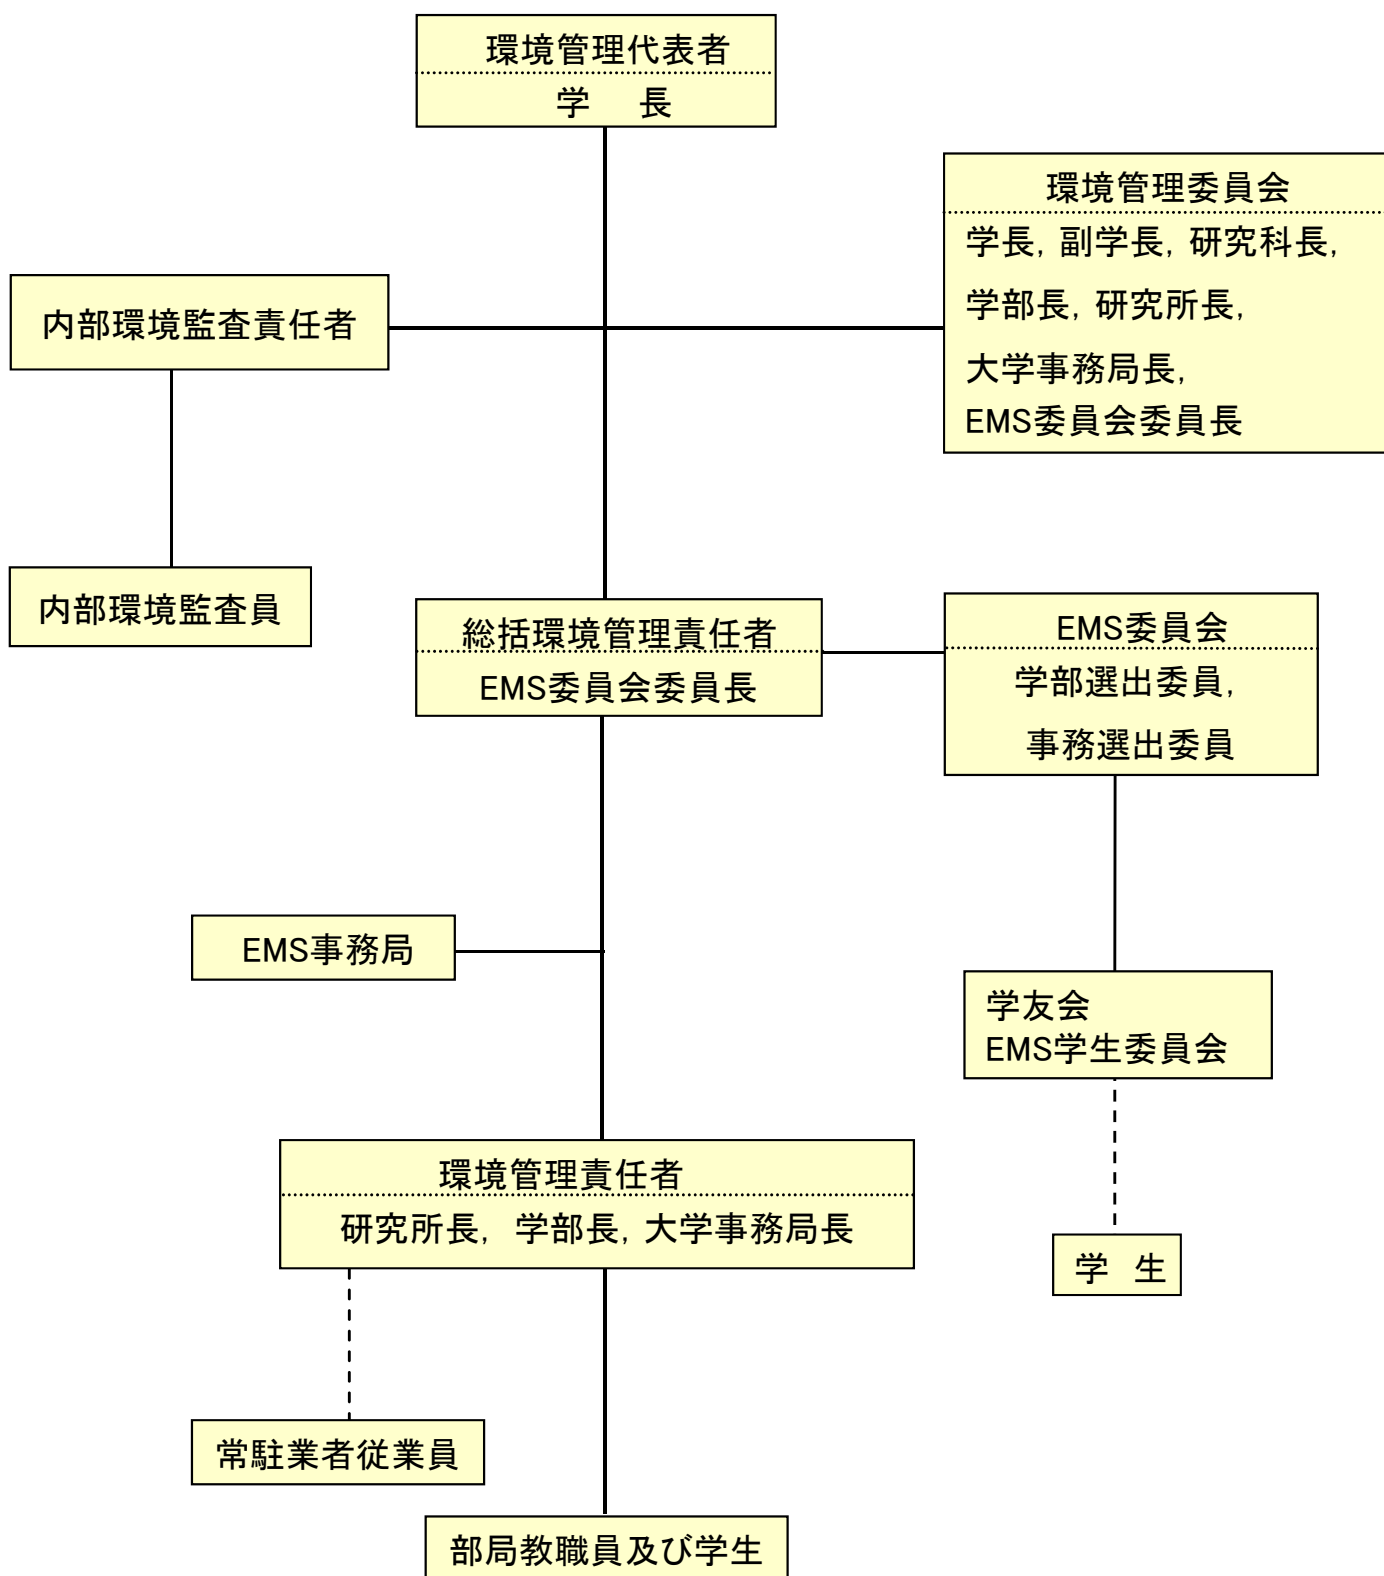 環境管理代表者
学　長
環境管理委員会
学長, 副学長, 研究科長,
学部長, 研究所長,
大学事務局長,
EMS委員会委員長
内部環境監査責任者
内部環境監査員
総括環境管理責任者
EMS委員会委員長
EMS委員会
学部選出委員,
事務選出委員
EMS事務局
学友会
EMS学生委員会
環境管理責任者
研究所長, 学部長, 大学事務局長
学 生
常駐業者従業員
部局教職員及び学生